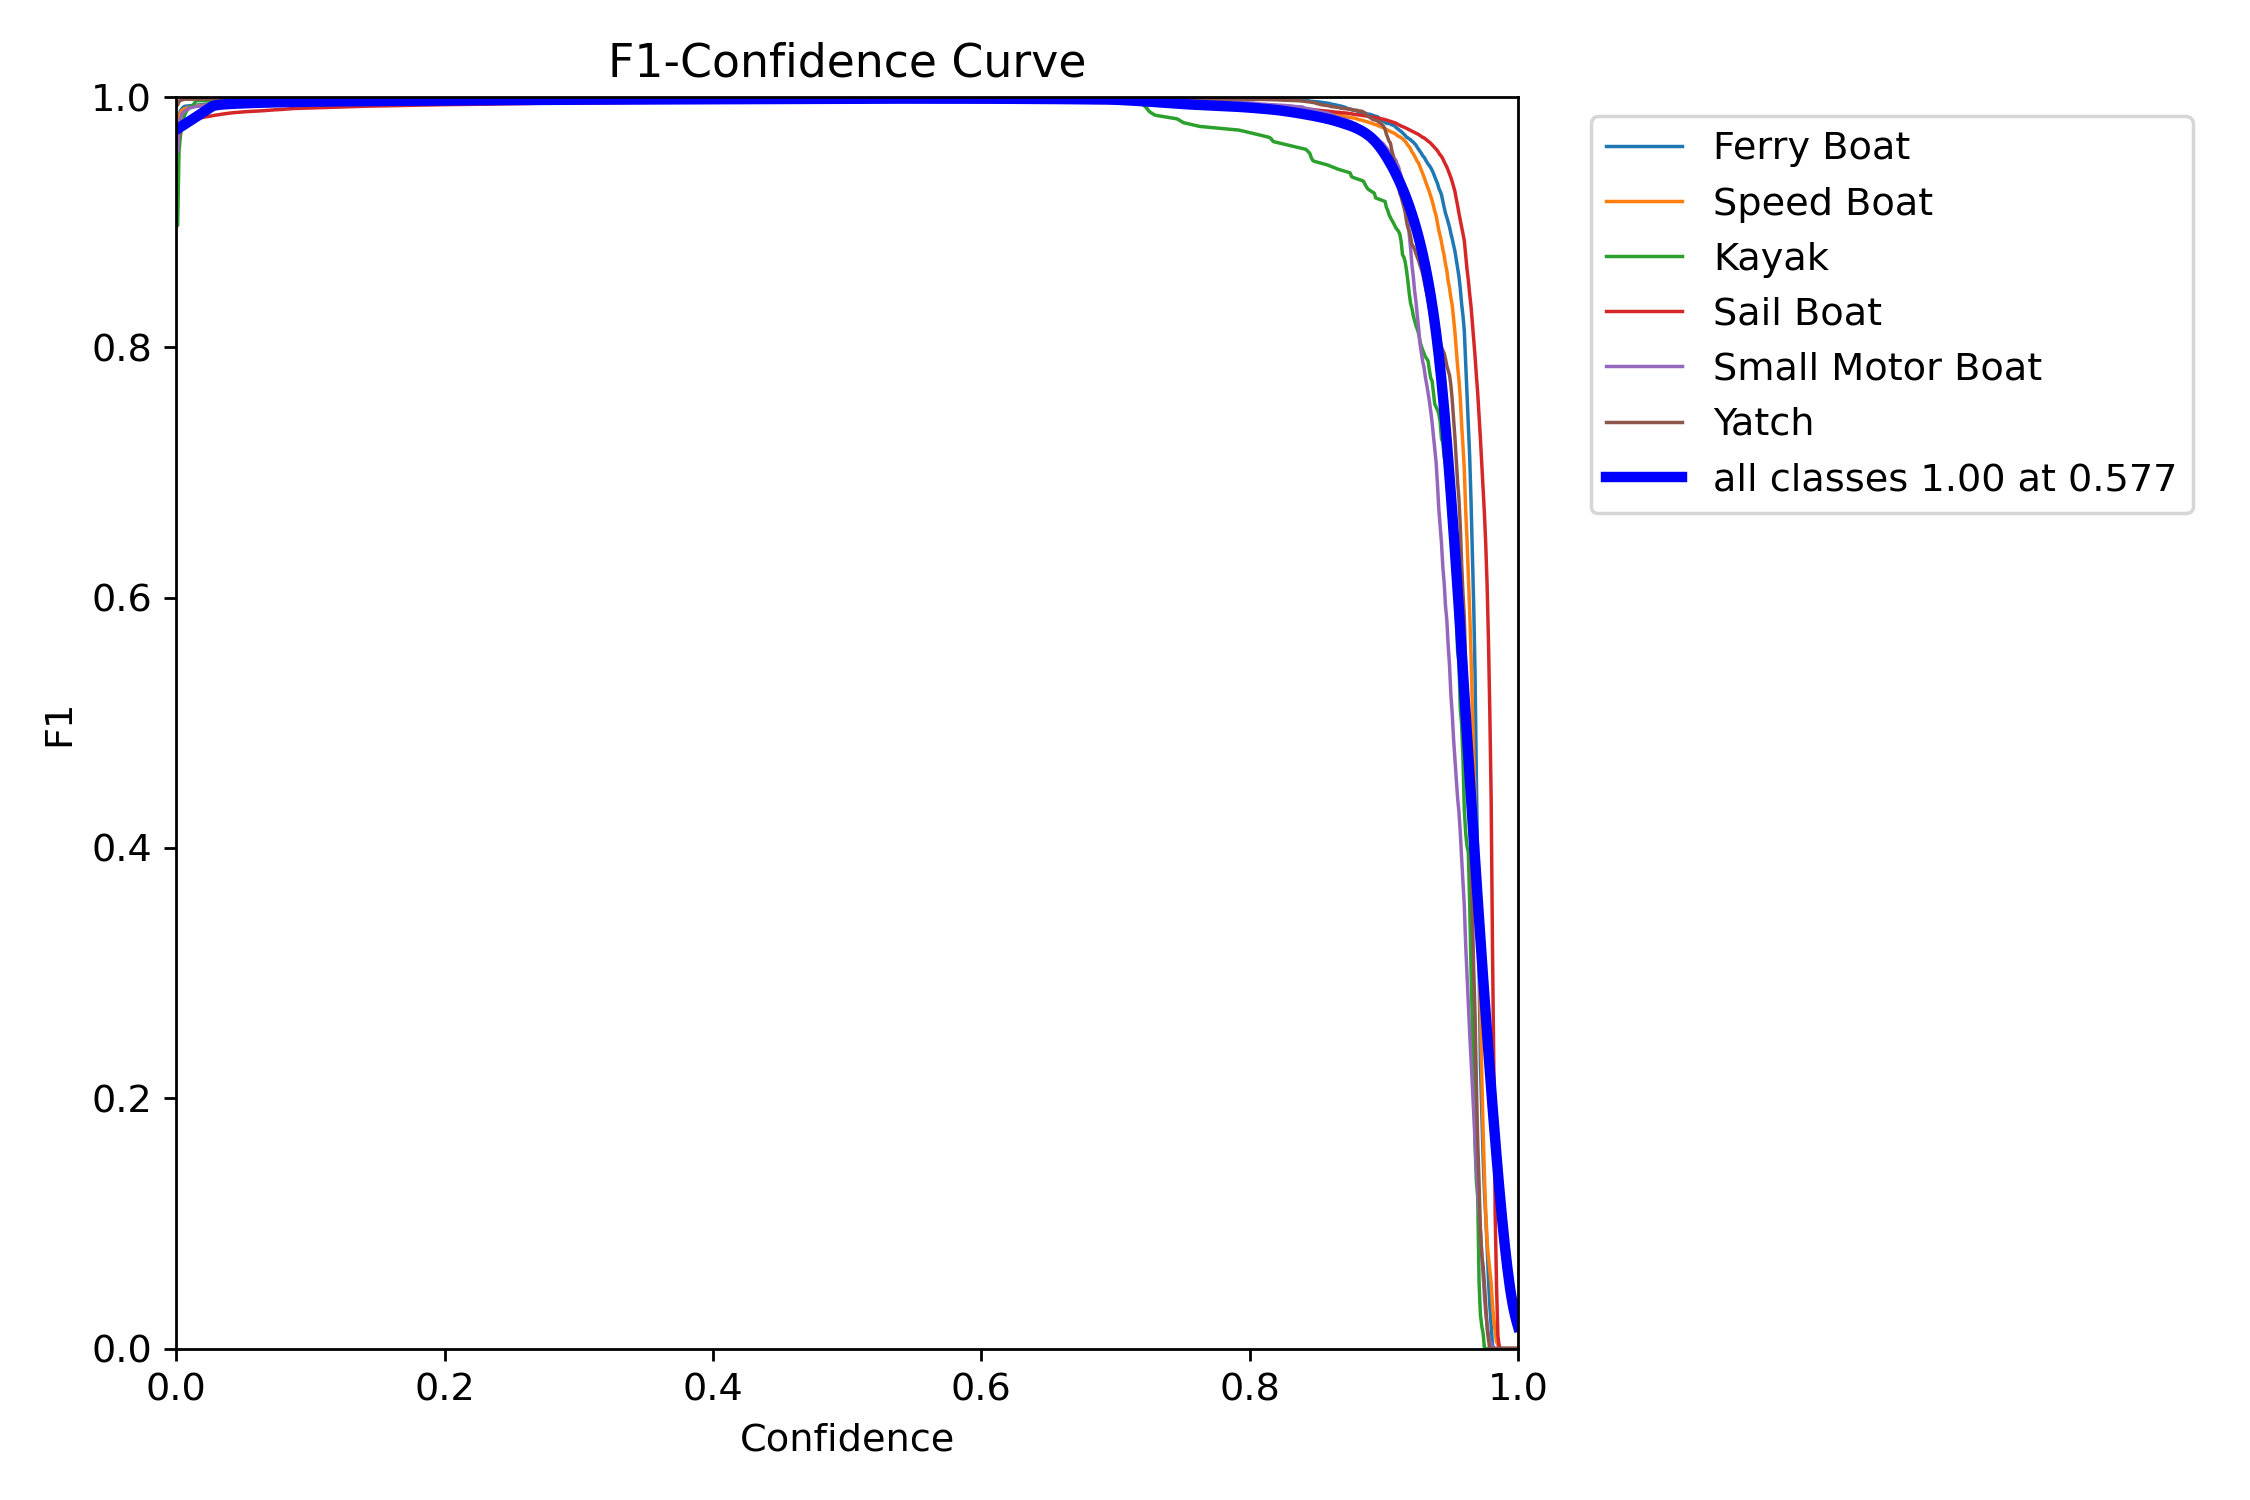 F1-Confidence Curve
1.0
0.8
0.6
0.4
0.2
0.0
F1
0.0 0.2 0.4 0.6 0.8 1.0
Confidence
Ferry Boat
Speed Boat
Kayak
Sail Boat
Small Motor Boat
Yatch
all classes 1.00 at 0.577